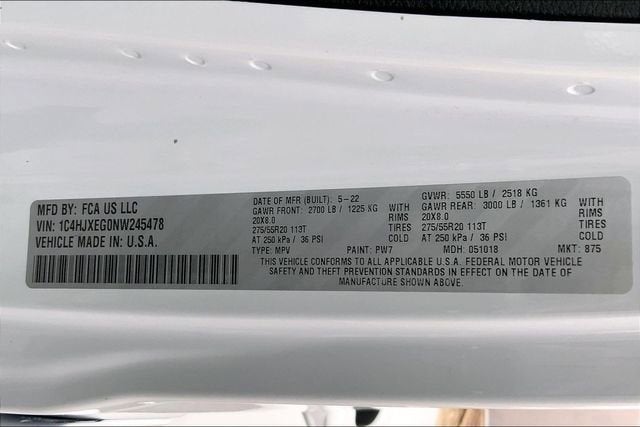 MFD BY: FCA US LLC
VIN: 1C4HJXEG0NW245478
VEHICLE MADE IN U.S.A.
DATE OF MFR (BUILT): 5-22
GAWR FRONT: 2700 LB / 1225 KG WITH
20X8.0 RIMS
275/55R20 113T TIRES
AT 250 kPa / 36 PSI COLD
GVWR: 5550 LB / 2518 KG
GAWR REAR: 3000 LB / 1361 KG WITH
20X8.0 RIMS
275/55R20 113T TIRES
AT 250 kPa / 36 PSI COLD
TYPE: MPV PAINT: PW7 MDH: 051018 MKT: 875
THIS VEHICLE CONFORMS TO ALL APPLICABLE U.S.A. FEDERAL MOTOR VEHICLE
SAFETY AND THEFT PREVENTION STANDARDS IN EFFECT ON THE DATE OF
MANUFACTURE SHOWN ABOVE.